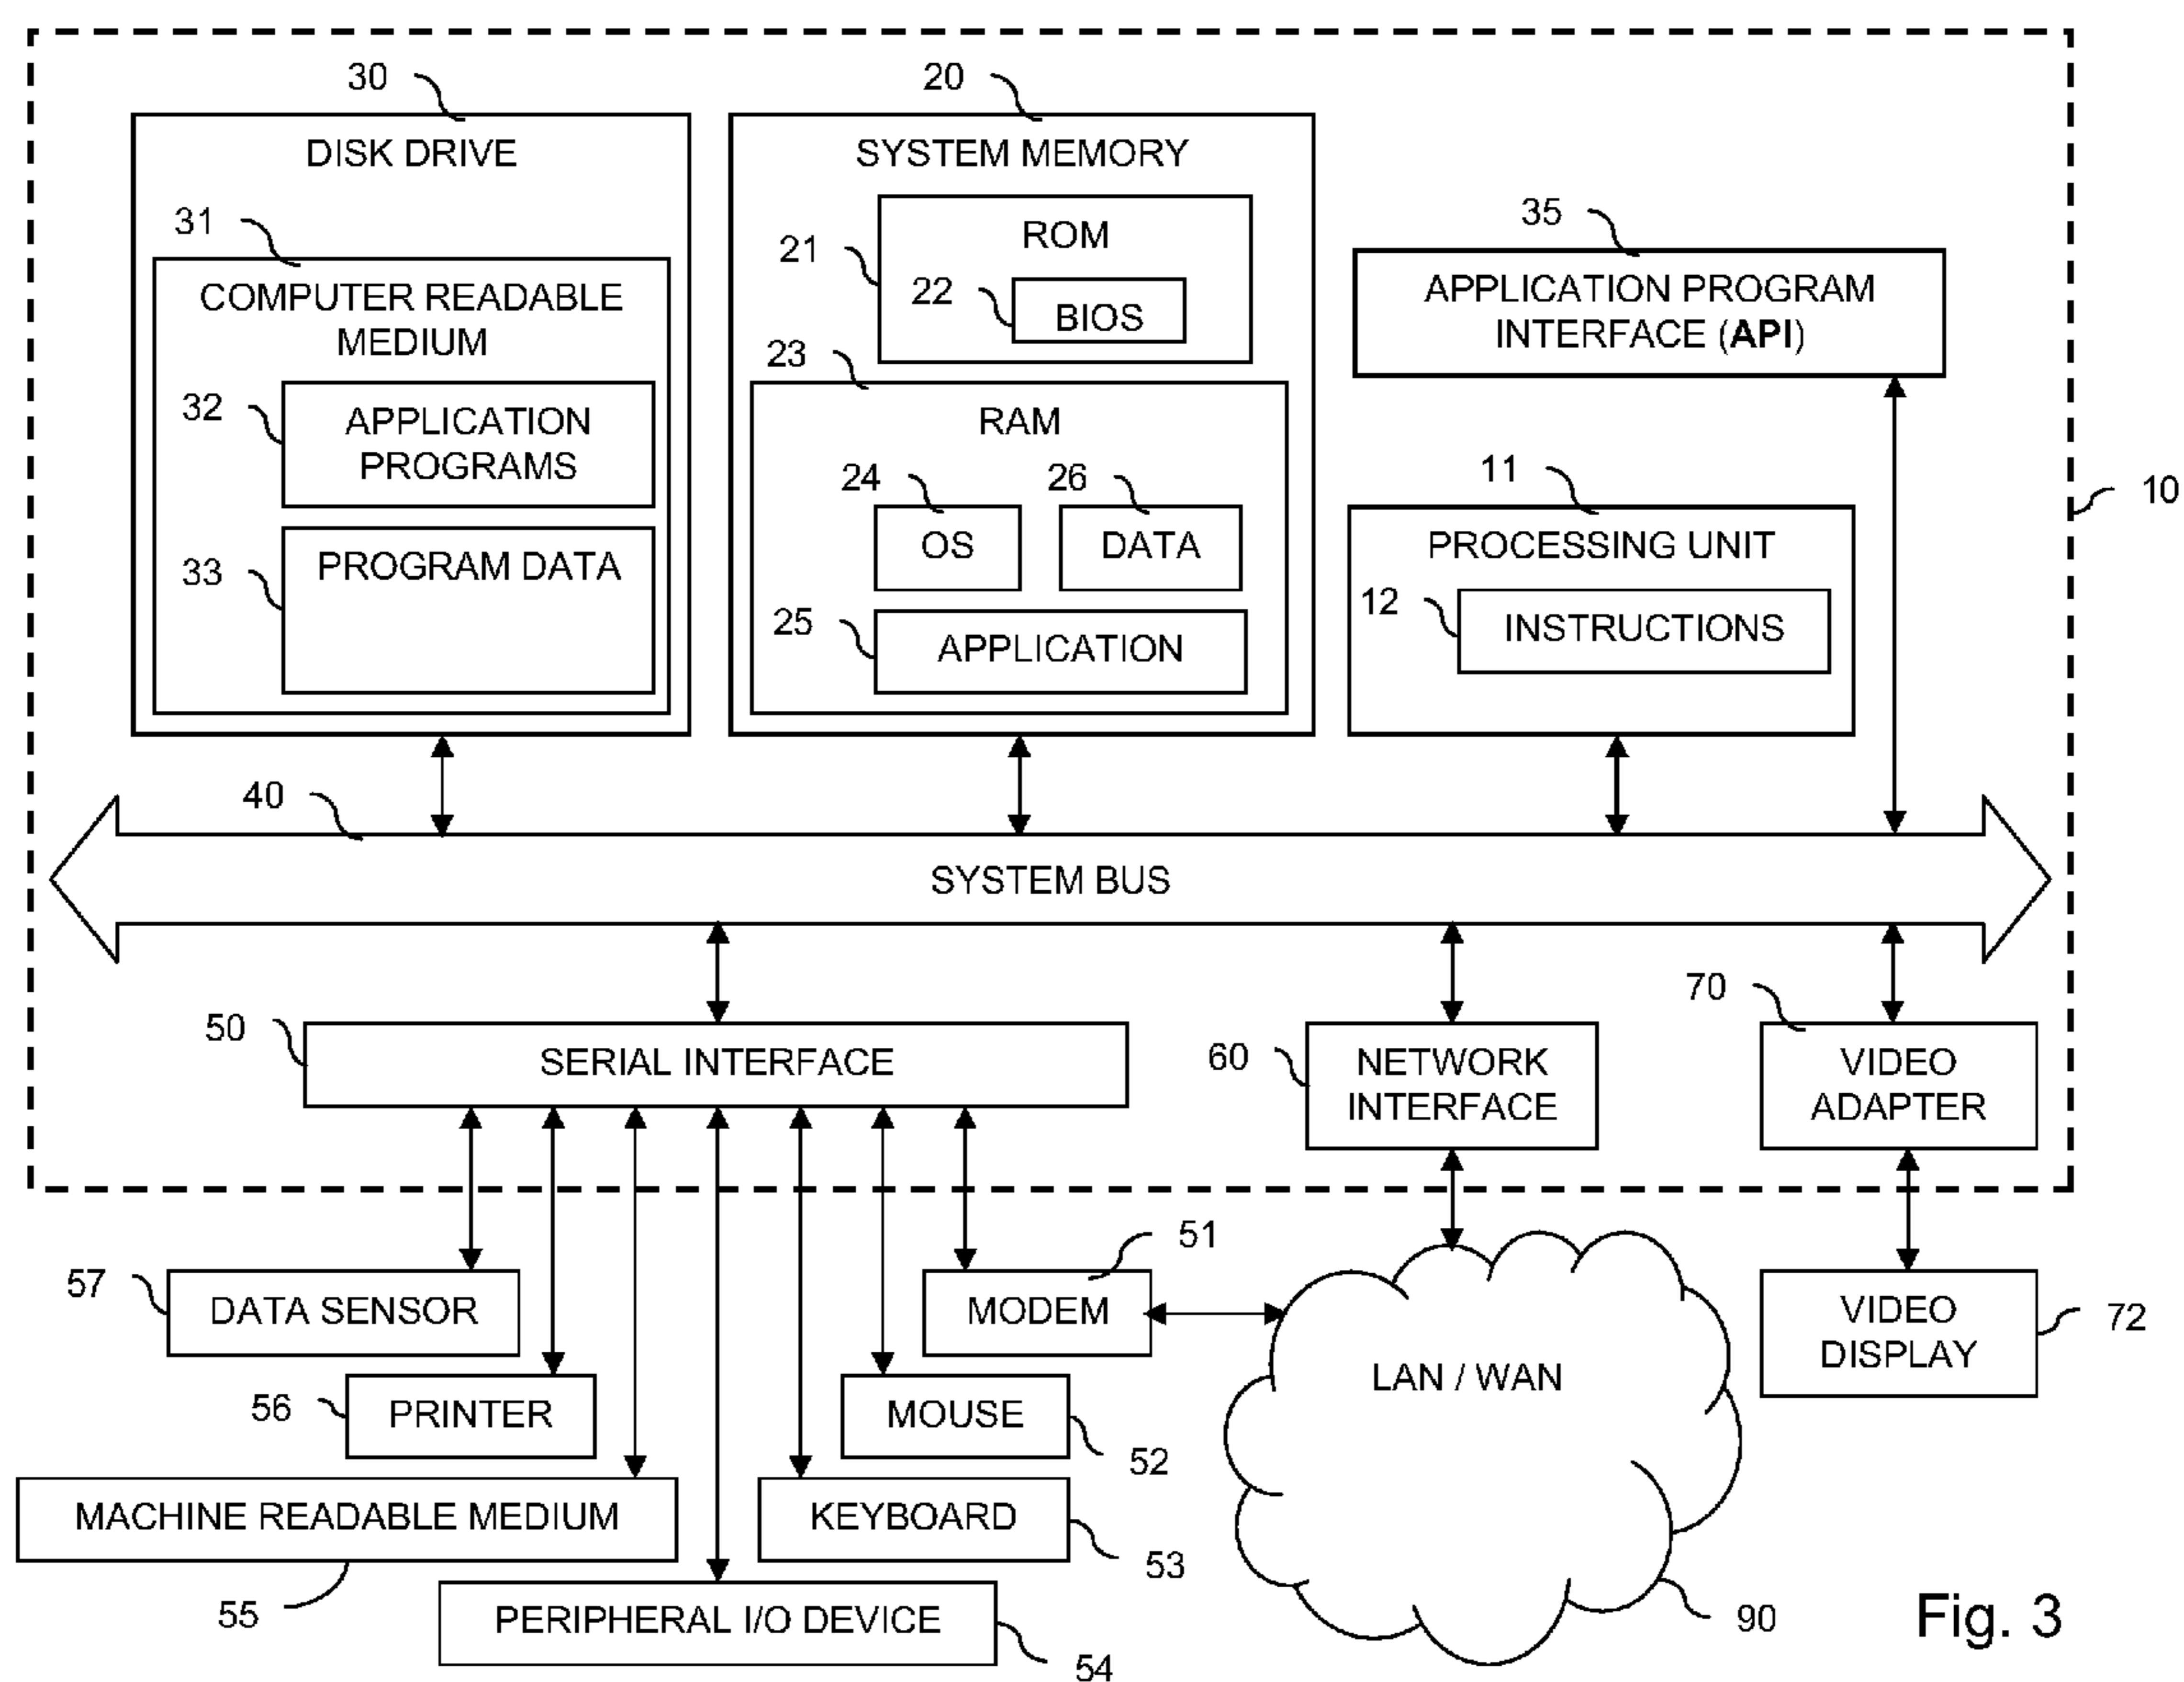 30
DISK DRIVE
31
COMPUTER READABLE
MEDIUM
32
APPLICATION
PROGRAMS
33
PROGRAM DATA
20
SYSTEM MEMORY
21
ROM
22
BIOS
23
RAM
24
OS
26
DATA
25
APPLICATION
35
APPLICATION PROGRAM
INTERFACE (API)
11
PROCESSING UNIT
12
INSTRUCTIONS
10
40
SYSTEM BUS
50
SERIAL INTERFACE
60
NETWORK
INTERFACE
70
VIDEO
ADAPTER
57
DATA SENSOR
56
PRINTER
MACHINE READABLE MEDIUM
55
PERIPHERAL I/O DEVICE
54
51
MODEM
MOUSE
52
KEYBOARD
53
LAN / WAN
90
VIDEO
DISPLAY
72
Fig. 3